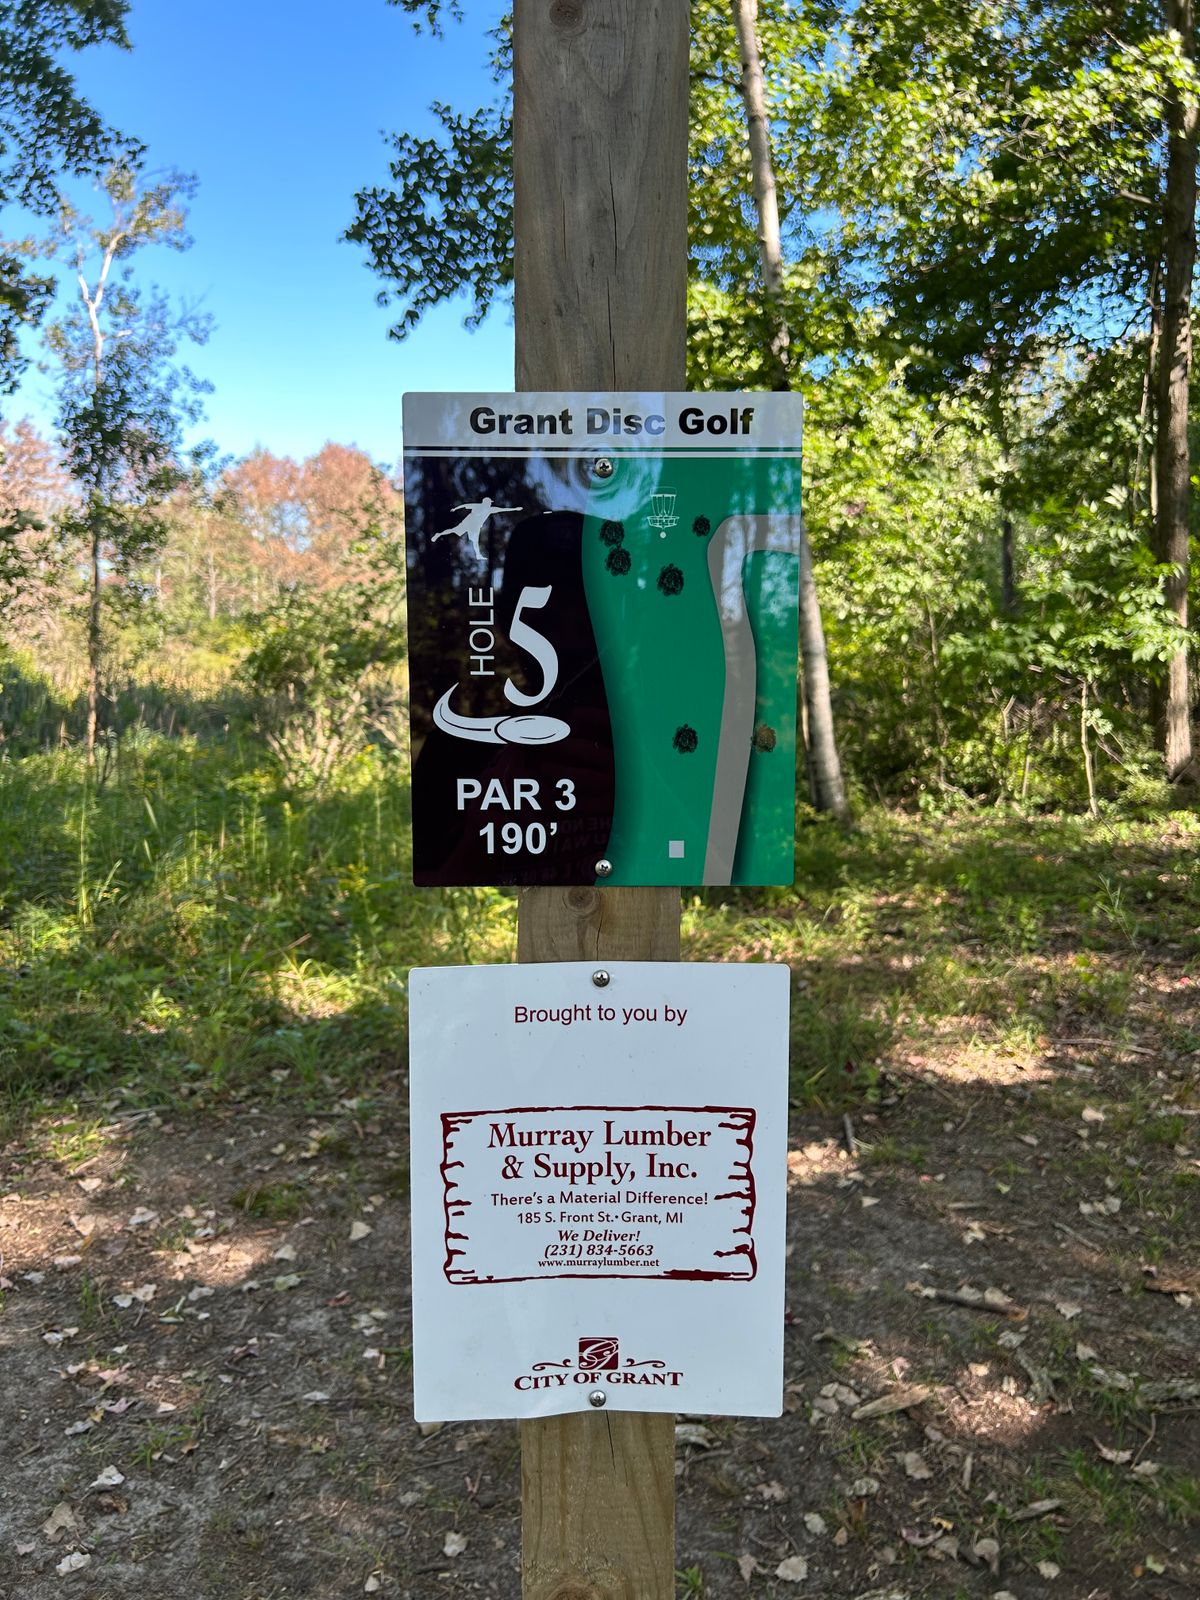 Grant Disc Golf
HOLE 5
PAR 3
190’
Brought to you by
Murray Lumber
& Supply, Inc.
There’s a Material Difference!
185 S. Front St. • Grant, MI
We Deliver!
(231) 834-5663
www.murraylumber.net
CITY OF GRANT